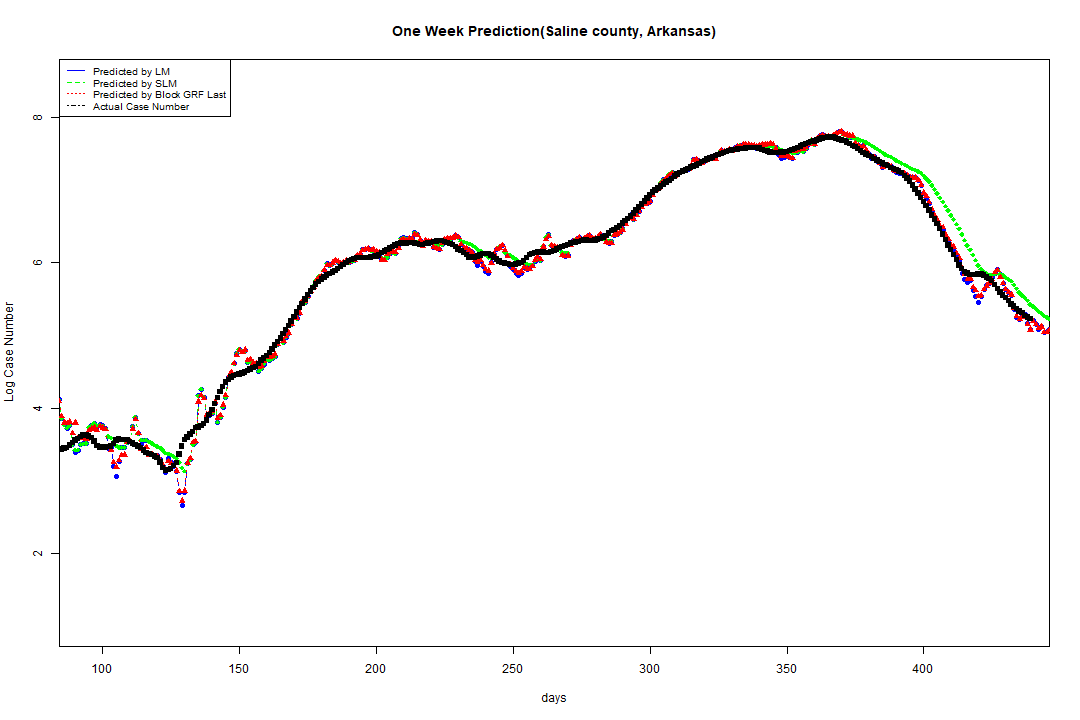 One Week Prediction(Saline county, Arkansas)
Predicted by LM
Predicted by SLM
Predicted by Block GRF Last
Actual Case Number
8
6
4
2
Log Case Number
100 150 200 250 300 350 400
days